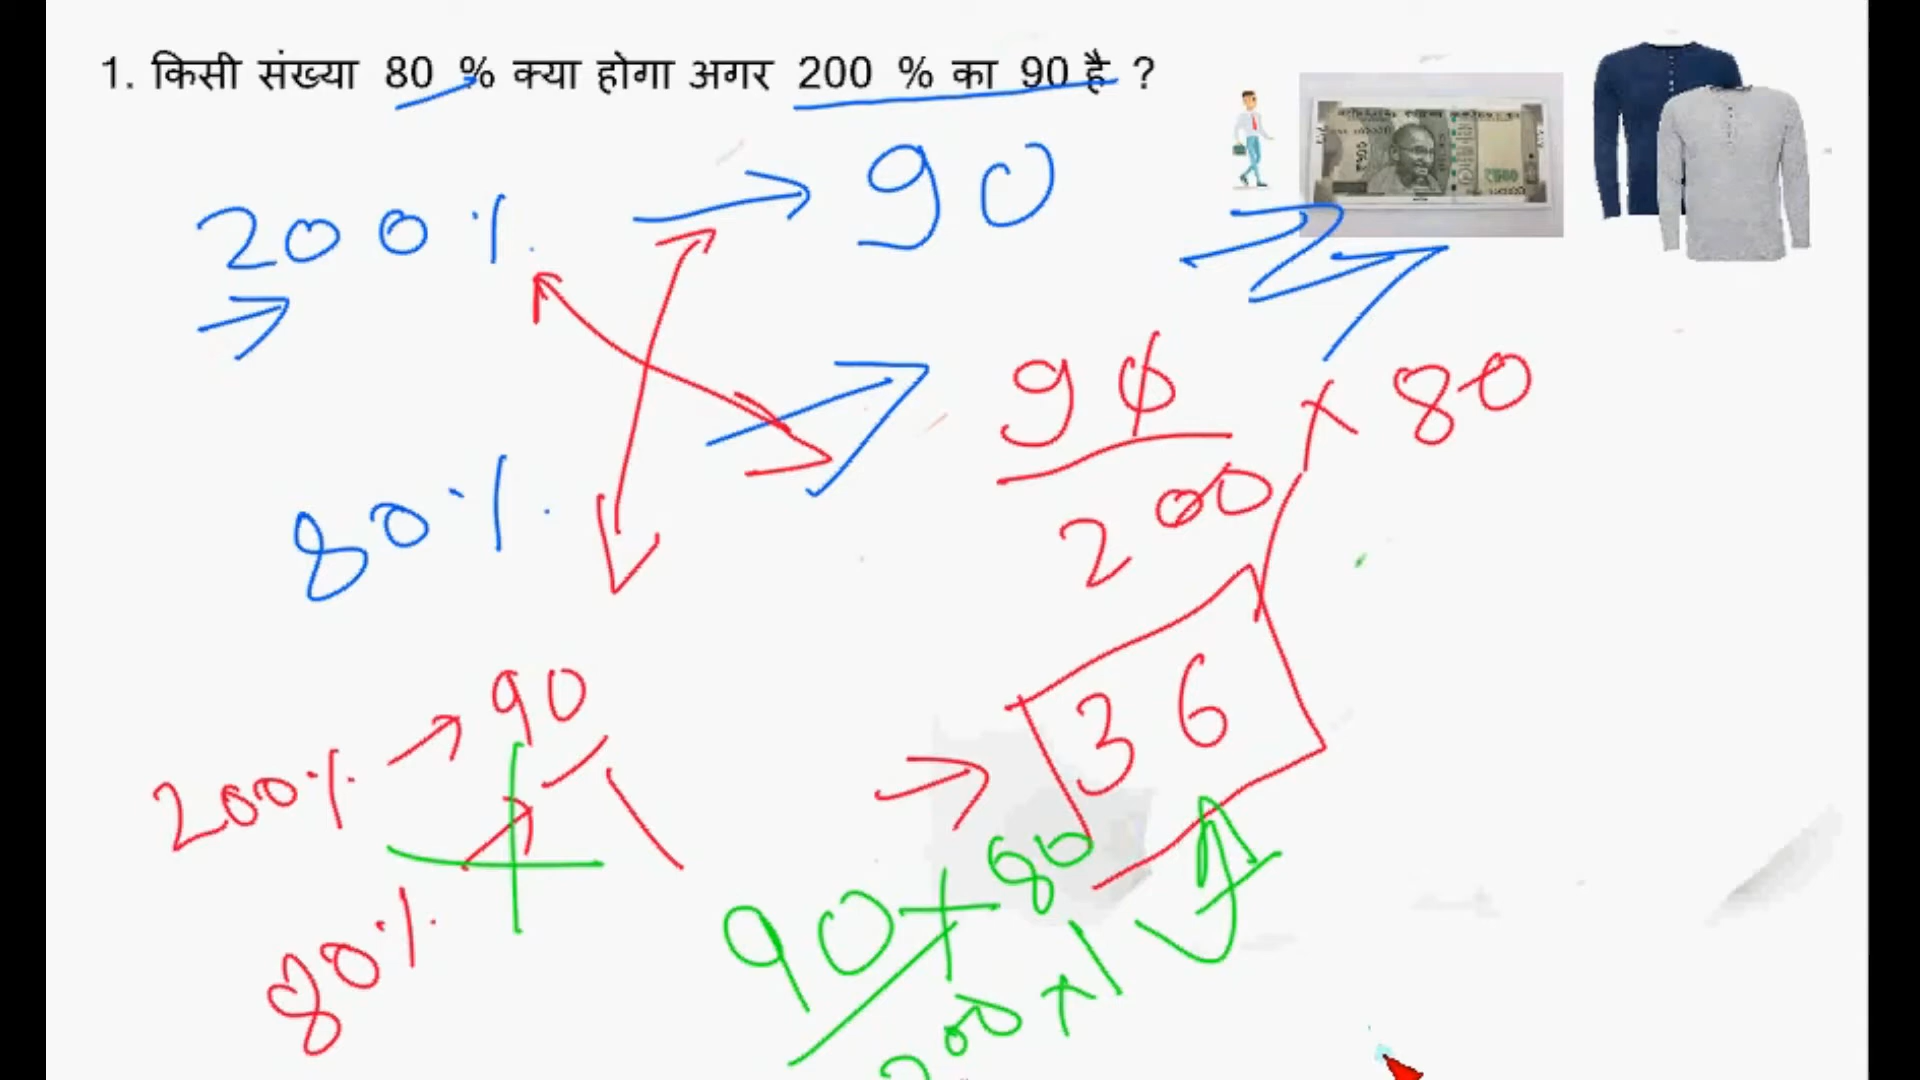 1. किसी संख्या 80 % क्या होगा अगर 200 % का 90 है ?
200 % → 90
80 %
90 × 80
200
36
200 % → 90
80 %
90 × 80
200 × 1
₹500